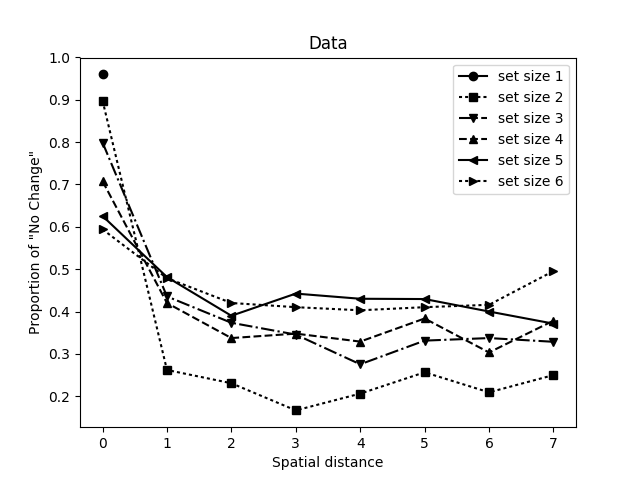 Data
Proportion of "No Change"
1.0
0.9
0.8
0.7
0.6
0.5
0.4
0.3
0.2
set size 1
set size 2
set size 3
set size 4
set size 5
set size 6
0 1 2 3 4 5 6 7
Spatial distance